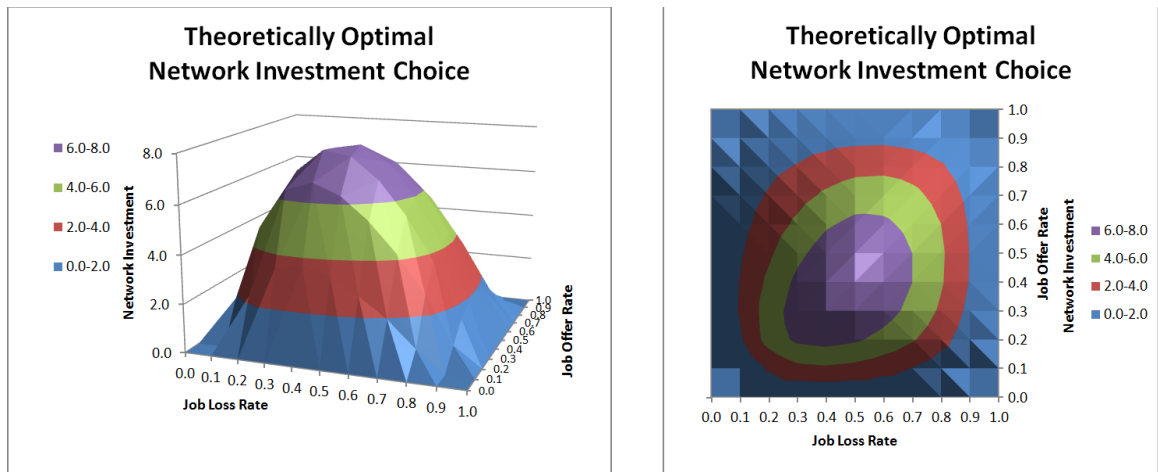 Theoretically Optimal
Network Investment Choice
6.0-8.0
4.0-6.0
2.0-4.0
0.0-2.0
Network Investment
8.0
6.0
4.0
2.0
0.0
0.0 0.1 0.2 0.3 0.4 0.5 0.6 0.7 0.8 0.9 1.0
Job Loss Rate
1.0
0.9
0.8
0.7
0.6
0.5
0.4
0.3
0.2
0.1
0.0
Job Offer Rate
Theoretically Optimal
Network Investment Choice
1.0
0.9
0.8
0.7
0.6
0.5
0.4
0.3
0.2
0.1
0.0
Job Offer Rate
Network Investment
0.0 0.1 0.2 0.3 0.4 0.5 0.6 0.7 0.8 0.9 1.0
Job Loss Rate
6.0-8.0
4.0-6.0
2.0-4.0
0.0-2.0